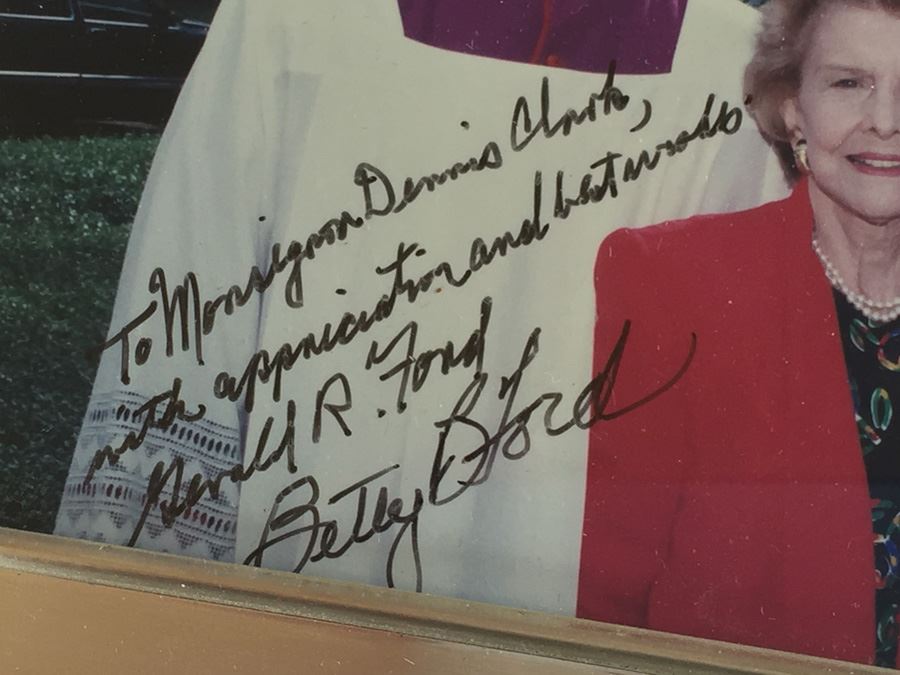 To Monsignor Dennis Clark,
with appreciation and best wishes
Gerald R. Ford
Betty B Ford